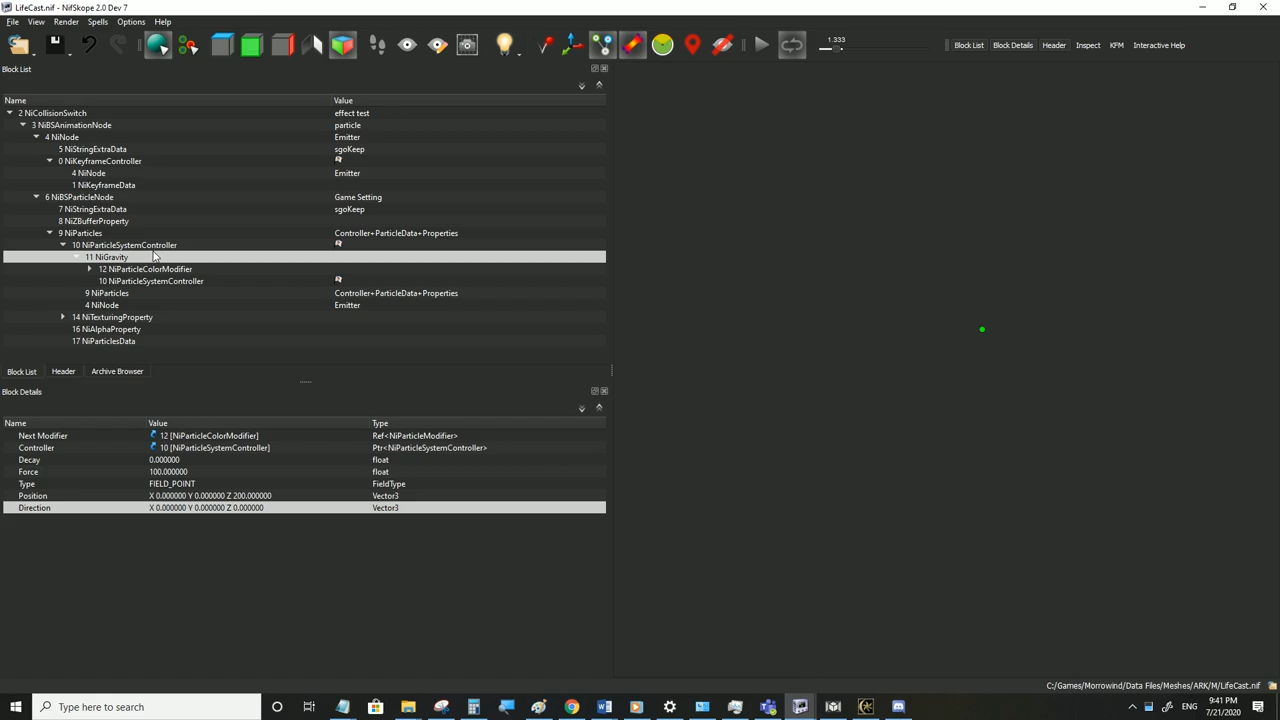 LifeCast.nif - NifSkope 2.0 Dev 7
File View Render Spells Options Help
1.333
Block List Block Details Header Inspect KFM Interactive Help
Block List
Name Value
2 NiCollisionSwitch effect test
3 NiBSAnimationNode particle
4 NiNode Emitter
5 NiStringExtraData sgoKeep
0 NiKeyframeController
4 NiNode Emitter
1 NiKeyframeData
6 NiBSParticleNode Game Setting
7 NiStringExtraData sgoKeep
8 NiZBufferProperty
9 NiParticles Controller+ParticleData+Properties
10 NiParticleSystemController
11 NiGravity
12 NiParticleColorModifier
10 NiParticleSystemController
9 NiParticles Controller+ParticleData+Properties
4 NiNode Emitter
14 NiTexturingProperty
16 NiAlphaProperty
17 NiParticlesData
Block List Header Archive Browser
Block Details
Name Value Type
Next Modifier 12 [NiParticleColorModifier] Ref<NiParticleModifier>
Controller 10 [NiParticleSystemController] Ptr<NiParticleSystemController>
Decay 0.000000 float
Force 100.000000 float
Type FIELD_POINT FieldType
Position X 0.000000 Y 0.000000 Z 200.000000 Vector3
Direction X 0.000000 Y 0.000000 Z 0.000000 Vector3
C:/Games/Morrowind/Data Files/Meshes/ARK/M/LifeCast.nif
Type here to search
ENG
9:41 PM
7/21/2020